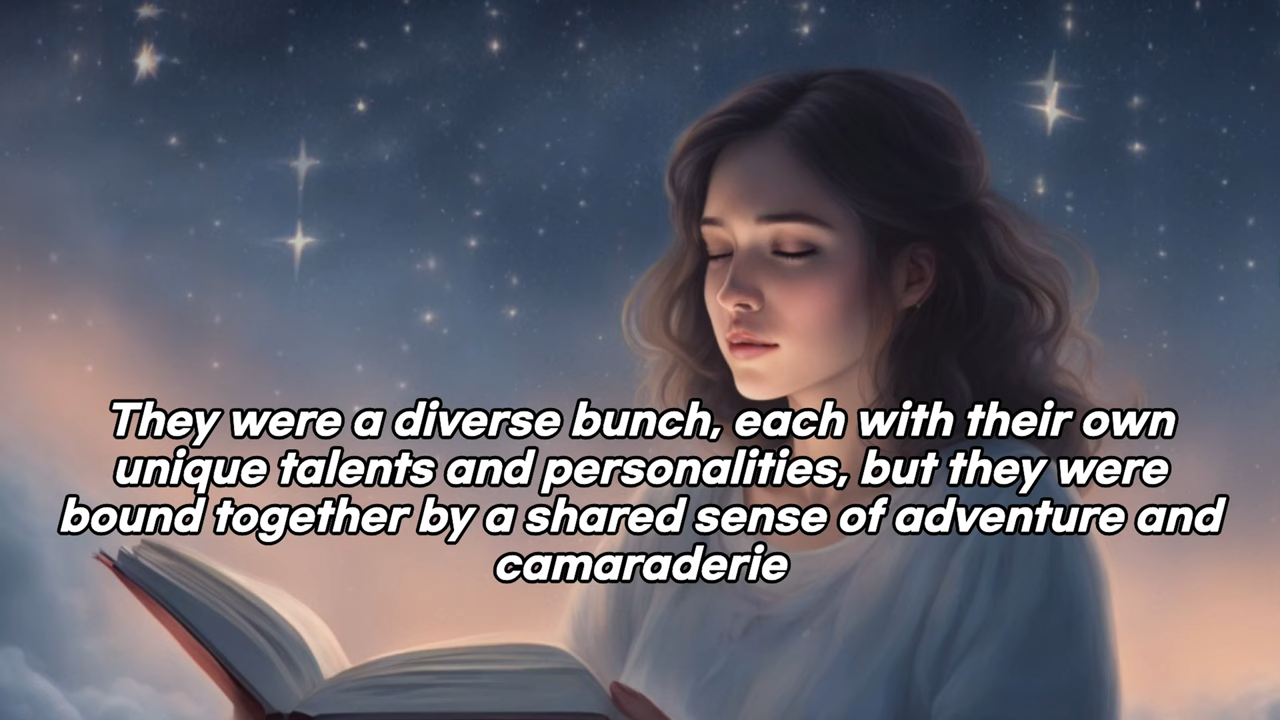 They were a diverse bunch, each with their own
unique talents and personalities, but they were
bound together by a shared sense of adventure and
camaraderie